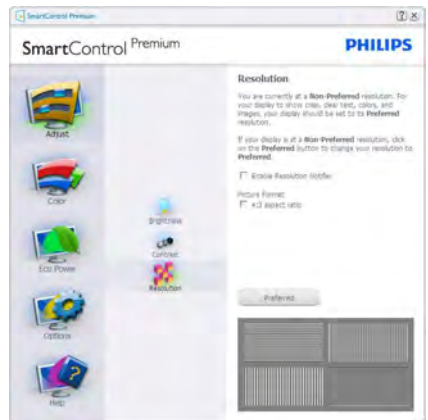 SmartControl Premium
SmartControl Premium
PHILIPS
Resolution
You are currently at a Non-Preferred resolution. For
your display to show crisp, clear text, colors, and
images, your display should be set to its Preferred
resolution.
If your display is at a Non-Preferred resolution, click
on the Preferred button to change your resolution to
Preferred.
Enable Resolution Notifier
Picture Format
4:3 aspect ratio
Adjust
Color
Eco Power
Options
Help
Brightness
Contrast
Resolution
Preferred